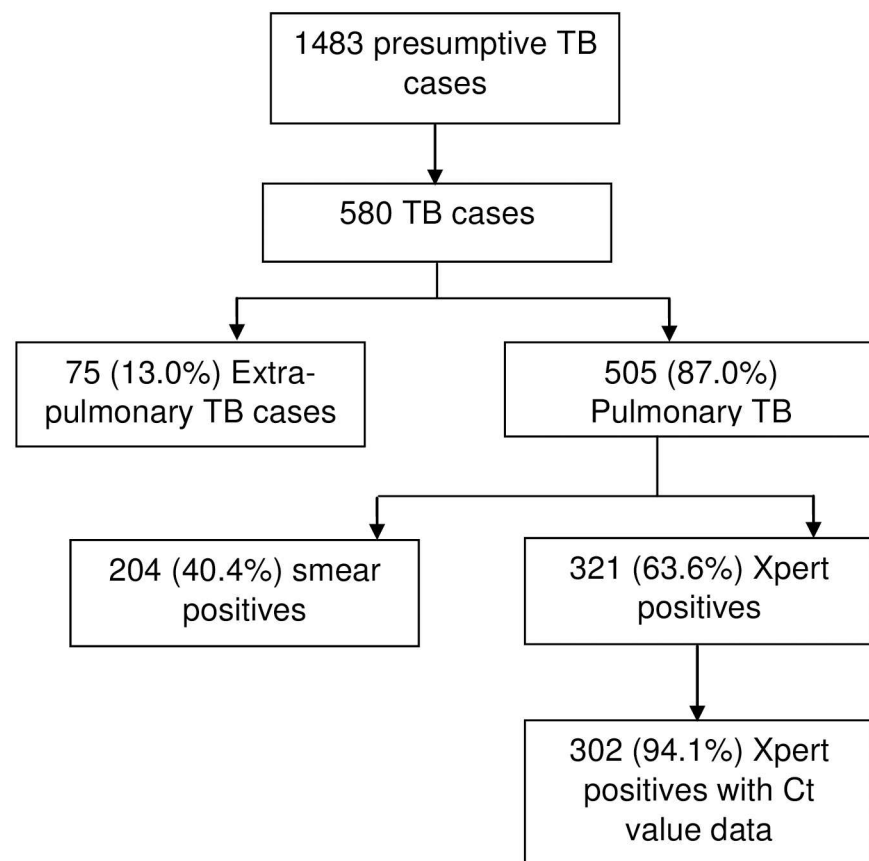 1483 presumptive TB
cases
580 TB cases
75 (13.0%) Extra-
pulmonary TB cases
505 (87.0%)
Pulmonary TB
204 (40.4%) smear
positives
321 (63.6%) Xpert
positives
302 (94.1%) Xpert
positives with Ct
value data